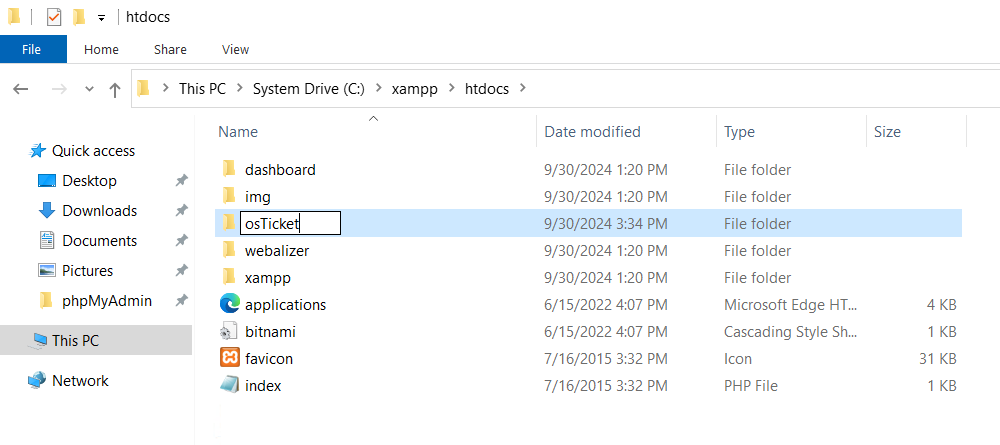 htdocs
File Home Share View
This PC System Drive (C:) xampp htdocs
Name Date modified Type Size
Quick access
Desktop
Downloads
Documents
Pictures
phpMyAdmin
This PC
Network
dashboard 9/30/2024 1:20 PM File folder
img 9/30/2024 1:20 PM File folder
osTicket 9/30/2024 3:34 PM File folder
webalizer 9/30/2024 1:20 PM File folder
xampp 9/30/2024 1:20 PM File folder
applications 6/15/2022 4:07 PM Microsoft Edge HT... 4 KB
bitnami 6/15/2022 4:07 PM Cascading Style Sh... 1 KB
favicon 7/16/2015 3:32 PM Icon 31 KB
index 7/16/2015 3:32 PM PHP File 1 KB